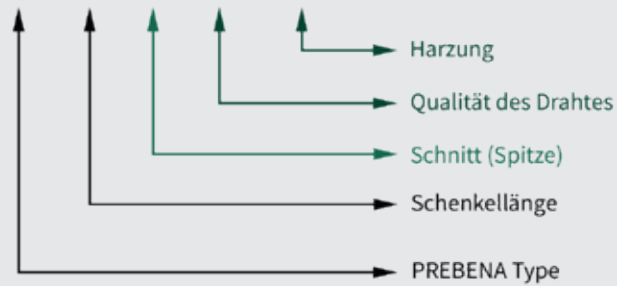 Harzung
Qualität des Drahtes
Schnitt (Spitze)
Schenkellänge
PREBENA Type